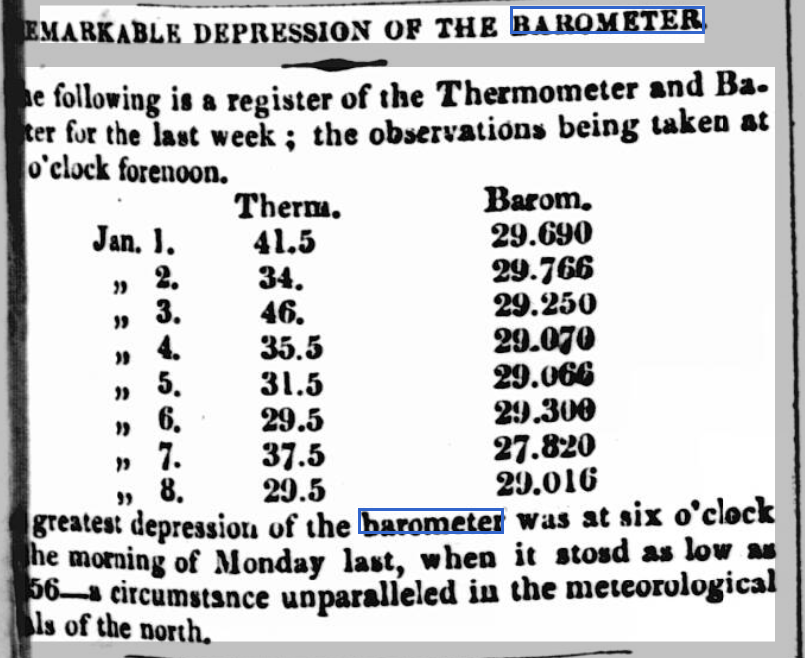 EMARKABLE DEPRESSION OF THE BAROMETER.
he following is a register of the Thermometer and Ba-
ter for the last week ; the observations being taken at
o'clock forenoon.
Therm. Barom.
Jan. 1. 41.5 29.690
„ 2. 34. 29.766
„ 3. 46. 29.250
„ 4. 35.5 29.070
„ 5. 31.5 29.066
„ 6. 29.5 29.300
„ 7. 37.5 27.820
„ 8. 29.5 29.016
greatest depression of the barometer was at six o'clock
he morning of Monday last, when it stosd as low as
56—a circumstance unparalleled in the meteorological
ls of the north.